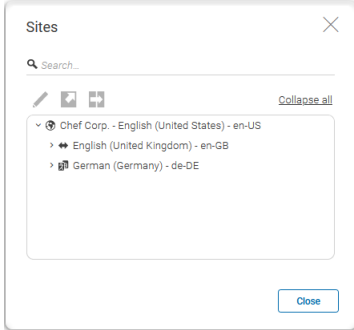 Sites
Search...
Collapse all
Chef Corp. - English (United States) - en-US
English (United Kingdom) - en-GB
German (Germany) - de-DE
Close